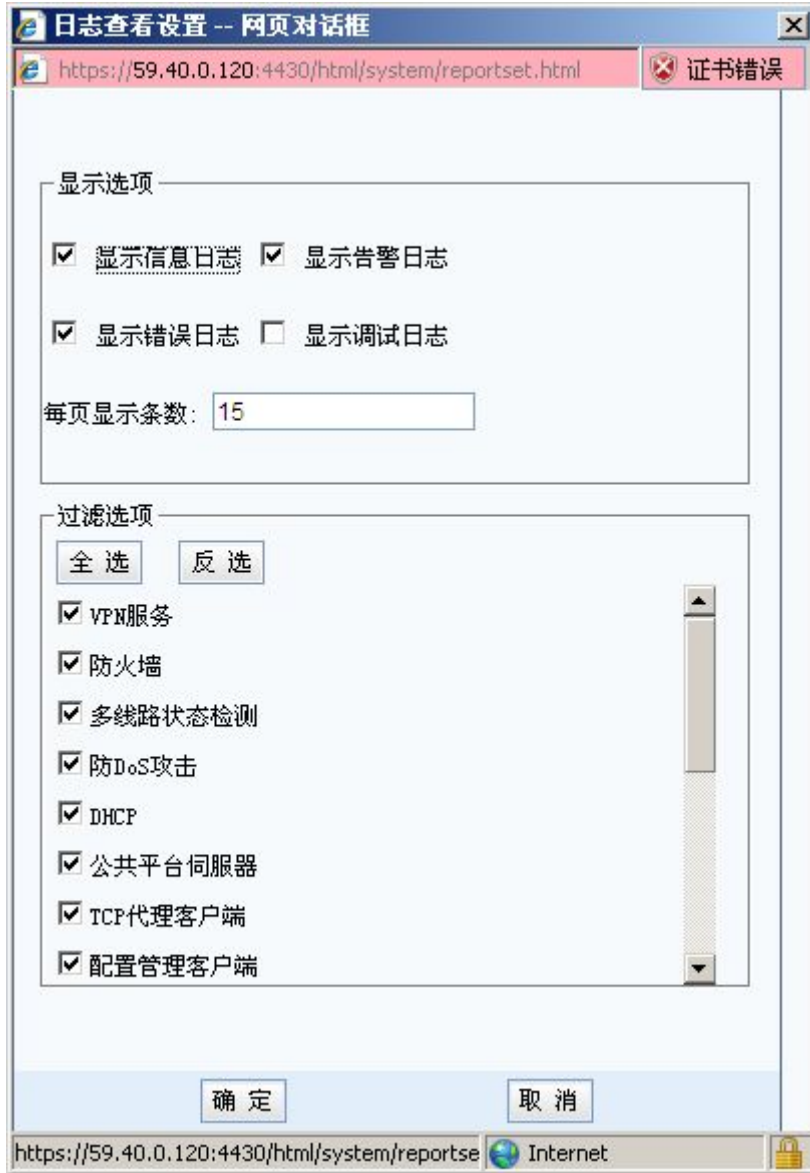 日志查看设置 -- 网页对话框
https://59.40.0.120:4430/html/system/reportset.html 证书错误
显示选项
显示信息日志 显示告警日志
显示错误日志 显示调试日志
每页显示条数: 15
过滤选项
全 选 反 选
VPN服务
防火墙
多线路状态检测
防DoS攻击
DHCP
公共平台伺服器
TCP代理客户端
配置管理客户端
确 定 取 消
https://59.40.0.120:4430/html/system/reportse Internet